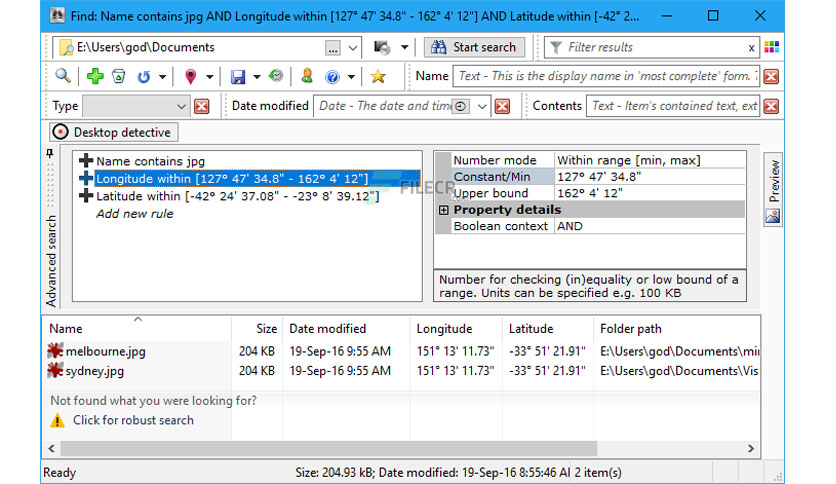 Find: Name contains jpg AND Longitude within [127° 47' 34.8" - 162° 4' 12"] AND Latitude within [-42° 2...
E:\Users\god\Documents ... Start search Filter results x
Name Text - This is the display name in 'most complete' form.
Type Date modified Date - The date and time Contents Text - Item's contained text, ext
Desktop detective
Advanced search
Name contains jpg
Longitude within [127° 47' 34.8" - 162° 4' 12"]
Latitude within [-42° 24' 37.08" - -23° 8' 39.12"]
Add new rule
FILECR
Number mode Within range [min, max]
Constant/Min 127° 47' 34.8"
Upper bound 162° 4' 12"
Property details
Boolean context AND
Number for checking (in)equality or low bound of a
range. Units can be specified e.g. 100 KB
Preview
Name Size Date modified Longitude Latitude Folder path
melbourne.jpg 204 KB 19-Sep-16 9:55 AM 151° 13' 11.73" -33° 51' 21.91" E:\Users\god\Documents\mi
sydney.jpg 204 KB 19-Sep-16 9:55 AM 151° 13' 11.73" -33° 51' 21.91" E:\Users\god\Documents\Vis
Not found what you were looking for?
Click for robust search
Ready Size: 204.93 kB; Date modified: 19-Sep-16 8:55:46 AM 2 item(s)